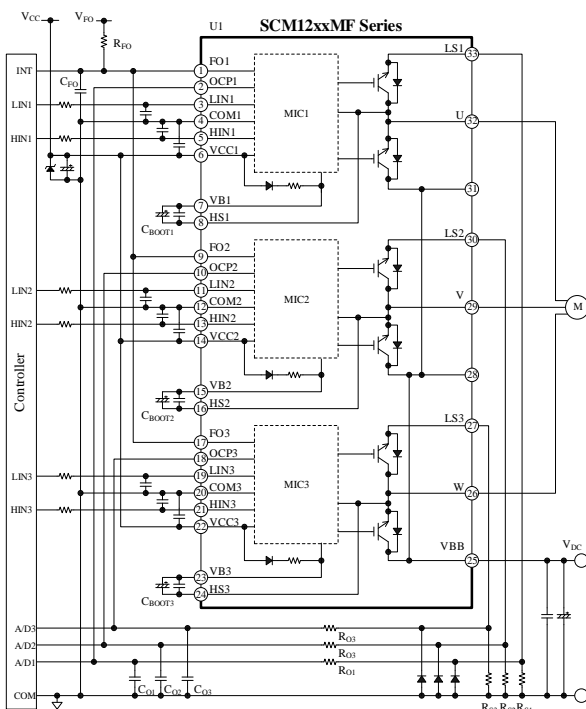 VCC VFO U1 SCM12xxMF Series
RFO
INT
CFO
LIN1
HIN1
1 FO1
2 OCP1
3 LIN1
4 COM1
5 HIN1
6 VCC1
7 VB1
8 HS1
CBOOT1
MIC1
LS1 33
U 32
31
9 FO2
10 OCP2
LIN2 11 LIN2
12 COM2
HIN2 13 HIN2
14 VCC2
15 VB2
16 HS2
CBOOT2
MIC2
LS2 30
V 29
28
M
Controller
17 FO3
18 OCP3
LIN3 19 LIN3
20 COM3
HIN3 21 HIN3
22 VCC3
23 VB3
24 HS3
CBOOT3
MIC3
LS3 27
W 26
VBB 25
VDC
A/D3
RO3
A/D2
RO3
A/D1
RO1
COM
CO1 CO2 CO3